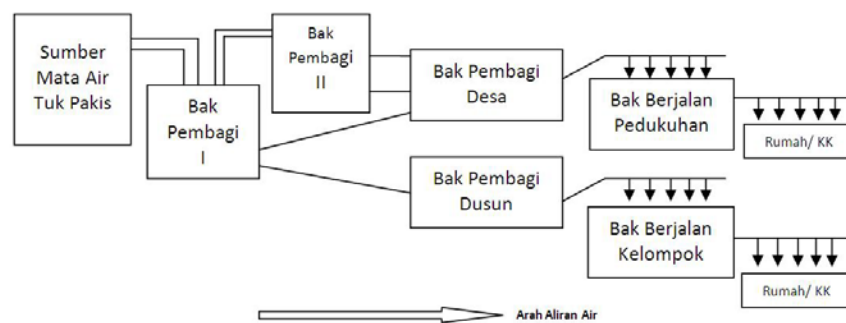 Sumber
Mata Air
Tuk Pakis
Bak
Pembagi
I
Bak
Pembagi
II
Bak Pembagi
Desa
Bak Pembagi
Dusun
Bak Berjalan
Pedukuhan
Rumah/ KK
Bak Berjalan
Kelompok
Rumah/ KK
Arah Aliran Air